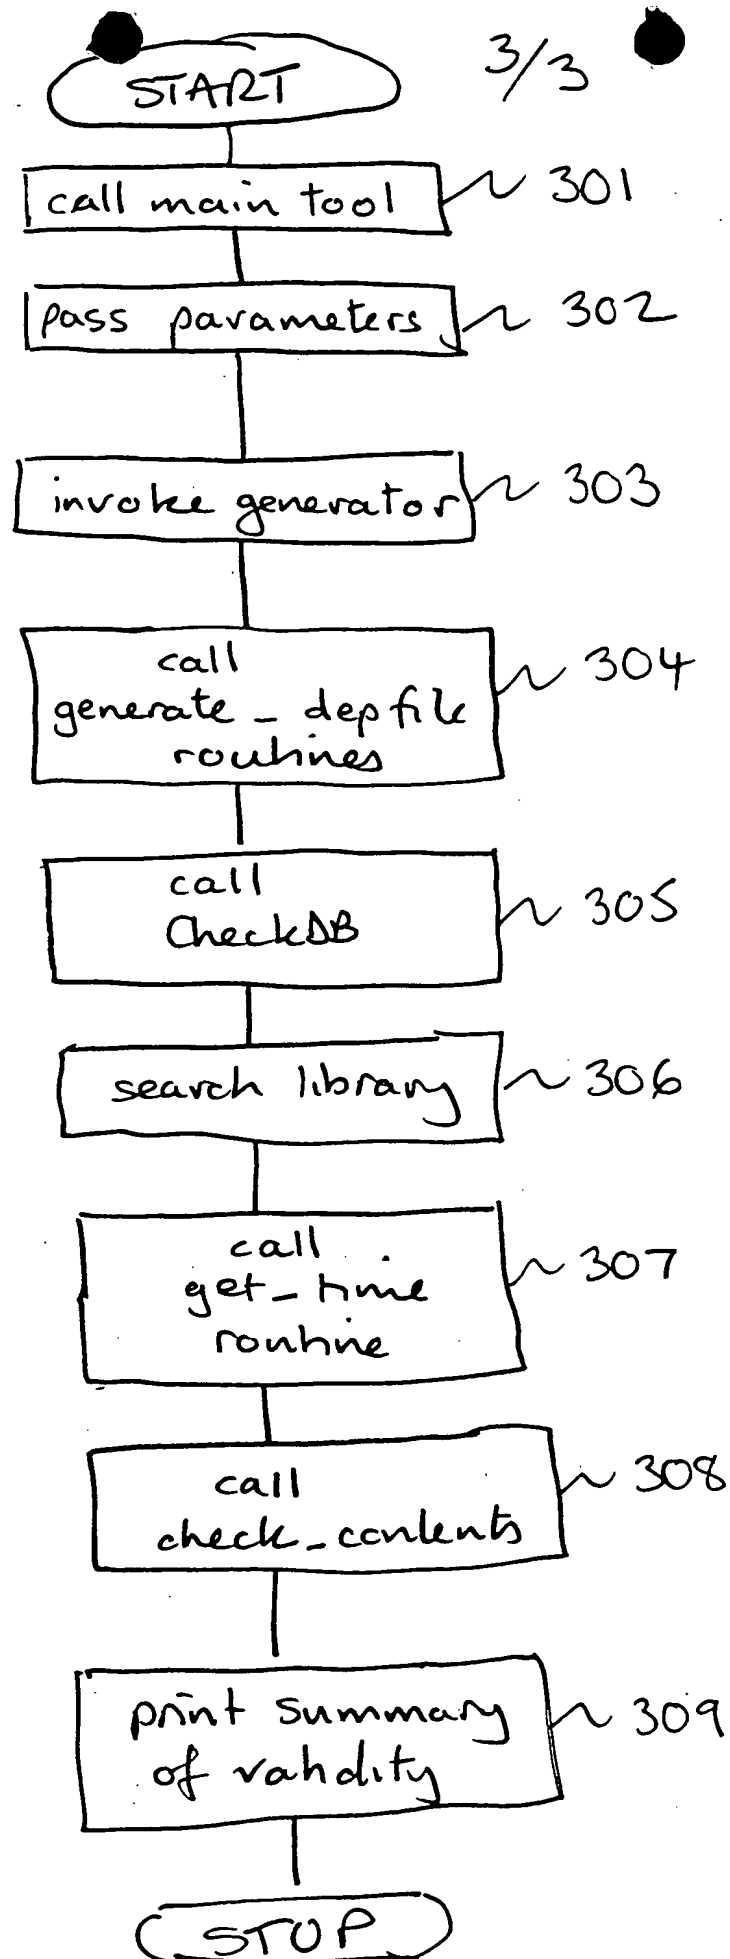 START
3/3
call main tool
301
pass parameters
302
invoke generator
303
call
generate_depfile
routines
304
call
CheckDB
305
search library
306
call
get_time
routine
307
call
check_contents
308
print summary
of validity
309
STOP